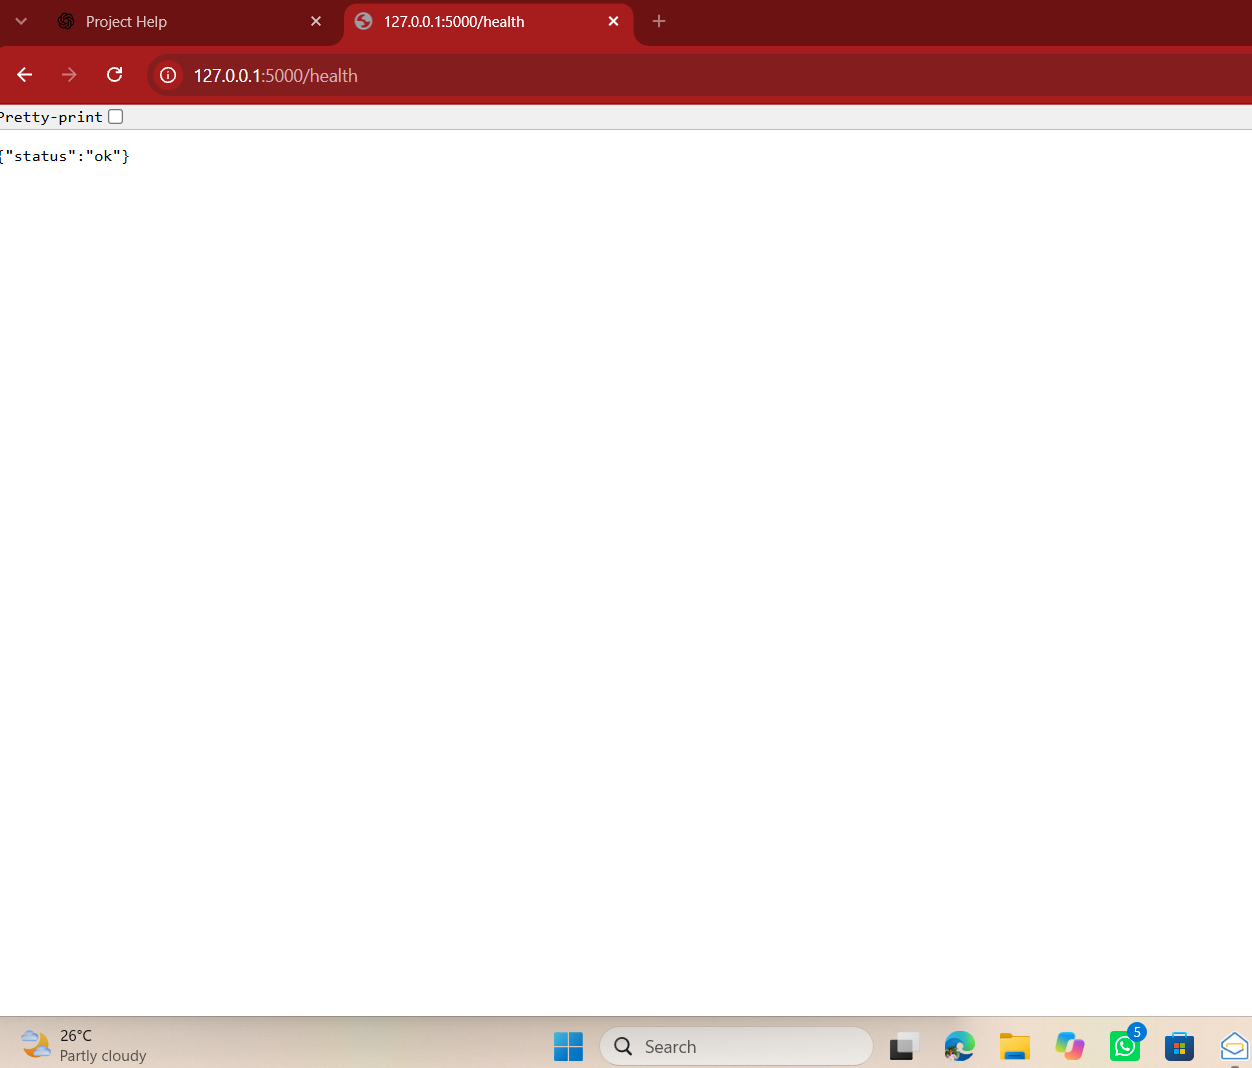 Project Help
127.0.0.1:5000/health
127.0.0.1:5000/health
Pretty-print
{"status":"ok"}
26°C
Partly cloudy
Search
5